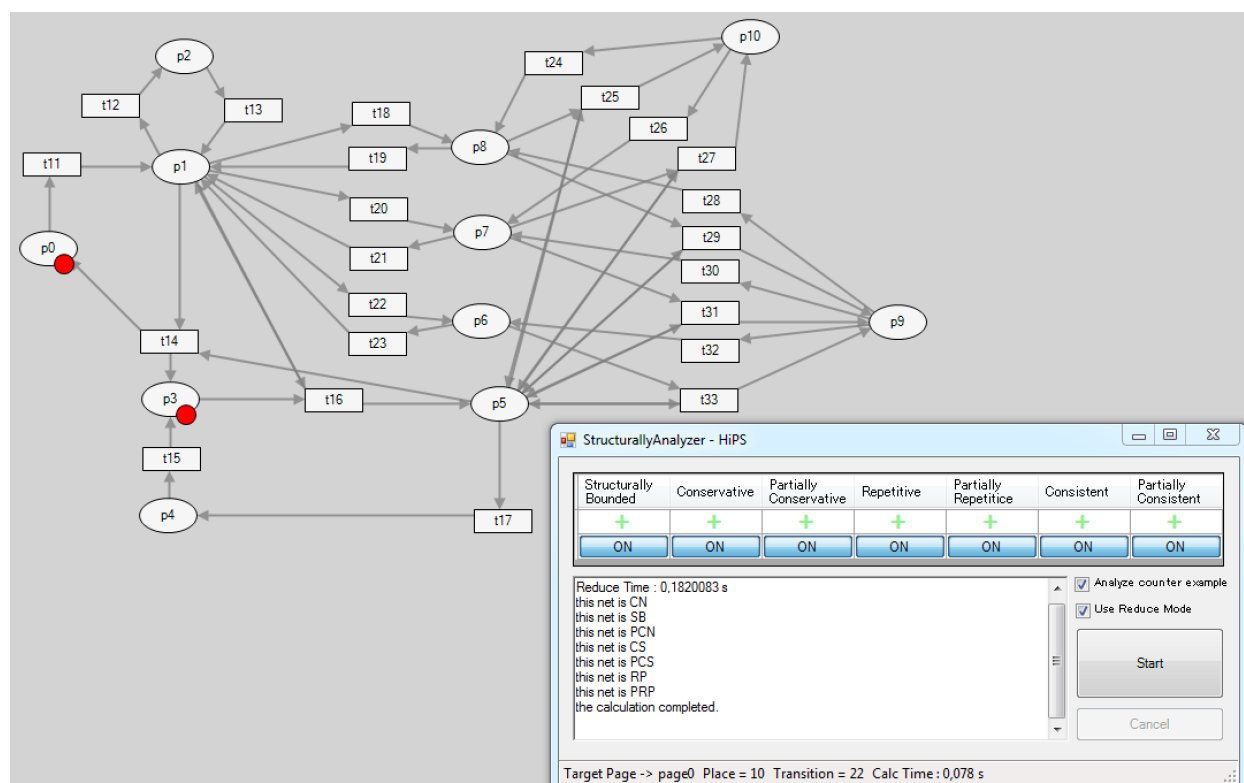 p10
p2
t24
t25
t12
t13
t18
t26
p8
t19
t27
t11
p1
t28
t20
p7
t29
p0
t21
t30
t22
t31
p6
p9
t23
t14
t32
p3
t16
p5
t33
t15
p4
t17
StructurallyAnalyzer - HiPS
Structurally Bounded
Conservative
Partially Conservative
Repetitive
Partially Repetitice
Consistent
Partially Consistent
+ + + + + + +
ON ON ON ON ON ON ON
Reduce Time : 0,1820083 s
this net is CN
this net is SB
this net is PCN
this net is CS
this net is PCS
this net is RP
this net is PRP
the calculation completed.
Analyze counter example
Use Reduce Mode
Start
Cancel
Target Page -> page0 Place = 10 Transition = 22 Calc Time : 0,078 s